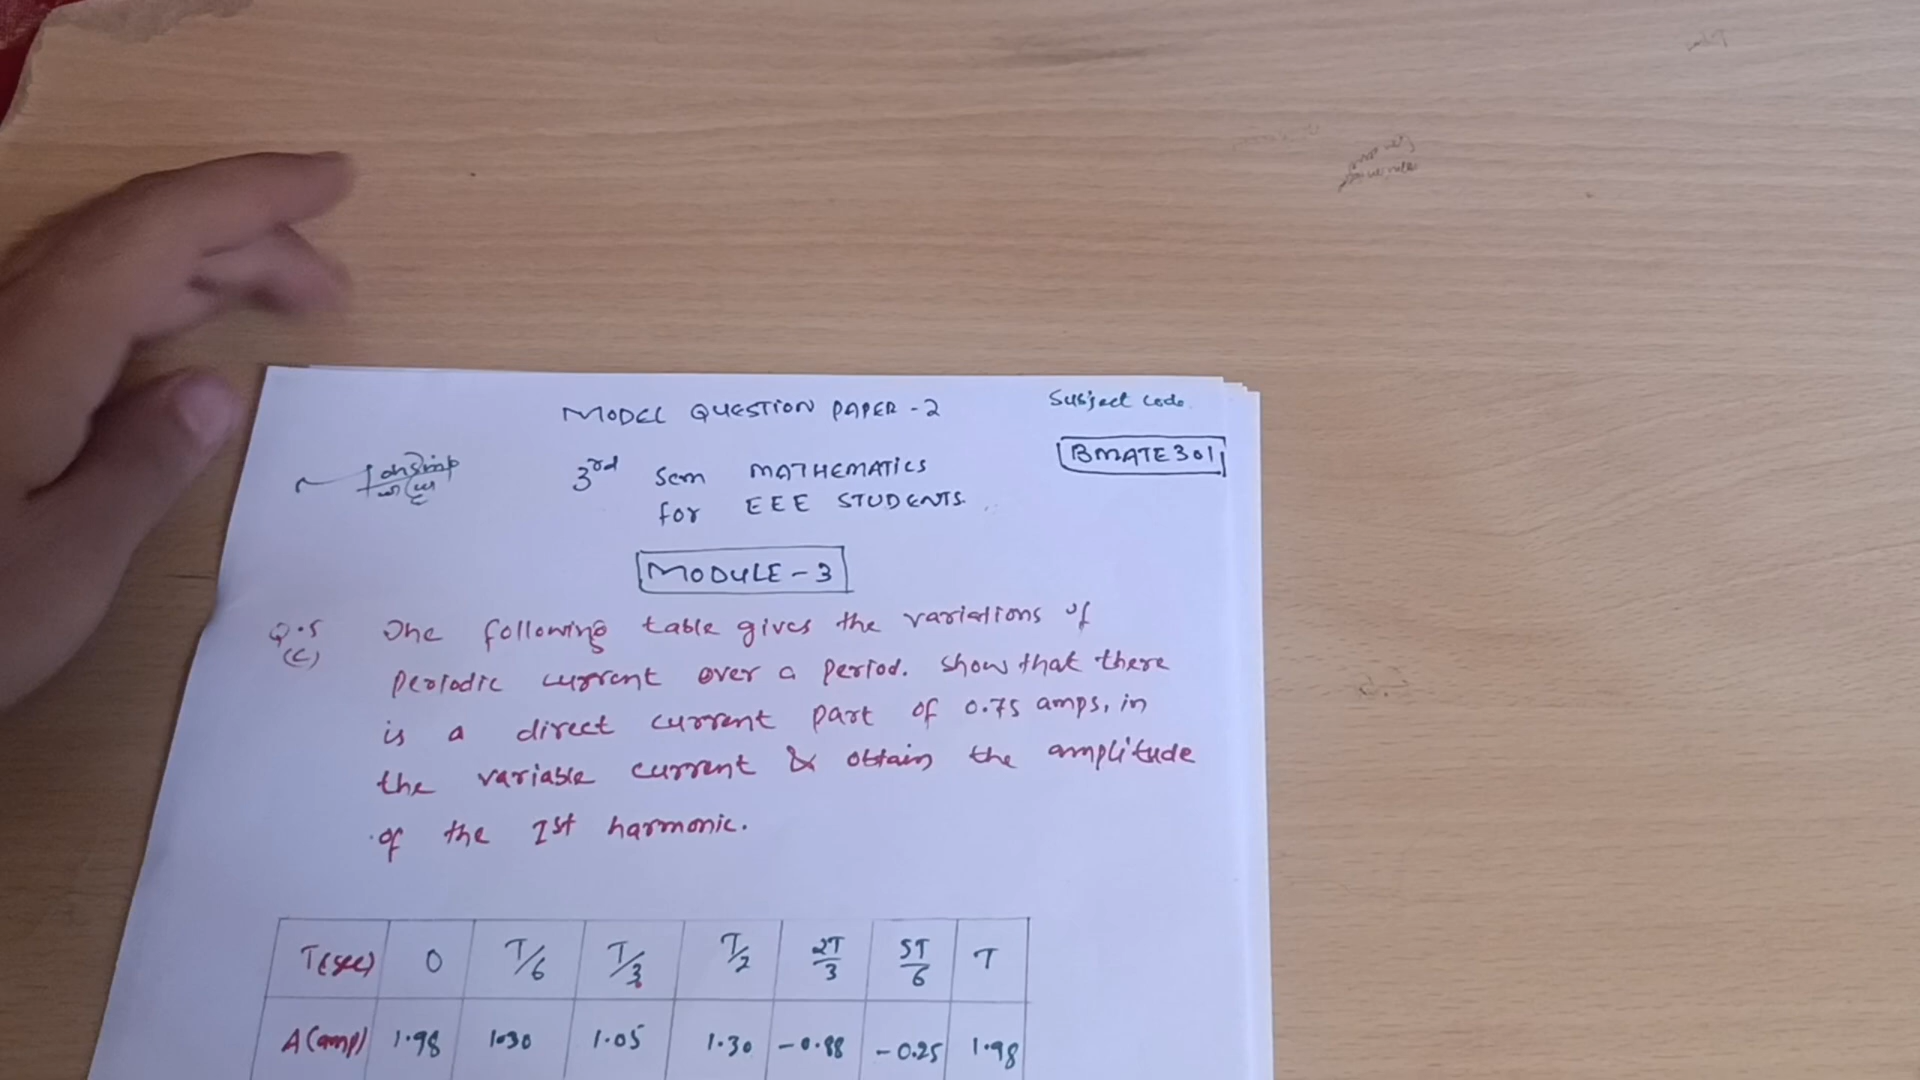 MODEL QUESTION PAPER - 2
Subject code
BMATE301
3rd Sem MATHEMATICS
for EEE STUDENTS.
MODULE - 3
Q.5 The following table gives the variations of
(c) periodic current over a period. Show that there
is a direct current part of 0.75 amps, in
the variable current & obtain the amplitude
of the 1st harmonic.
T(sec) 0 T/6 T/3 T/2 2T/3 5T/6 T
A(amp) 1.98 1.30 1.05 1.30 -0.88 -0.25 1.98